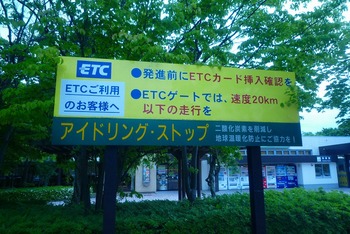 ETC
ETCご利用
のお客様へ
●発進前にETCカード挿入確認を
●ETCゲートでは、速度20km
以下の走行を
アイドリング・ストップ
二酸化炭素を削減し
地球温暖化防止にご協力を!